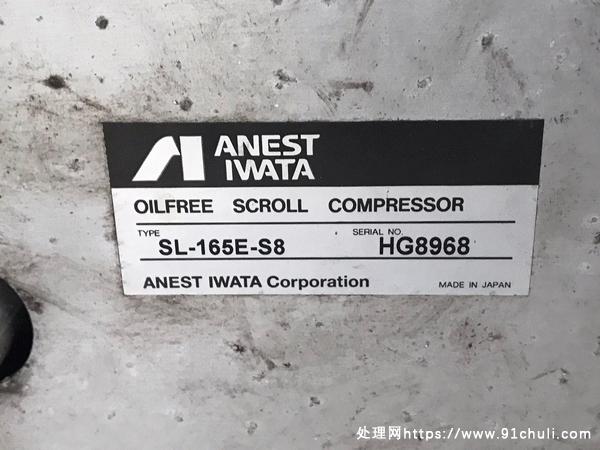 ANEST
IWATA
OILFREE SCROLL COMPRESSOR
TYPE SL-165E-S8 SERIAL NO. HG8968
ANEST IWATA Corporation MADE IN JAPAN
处理网https://www.91chuli.com/